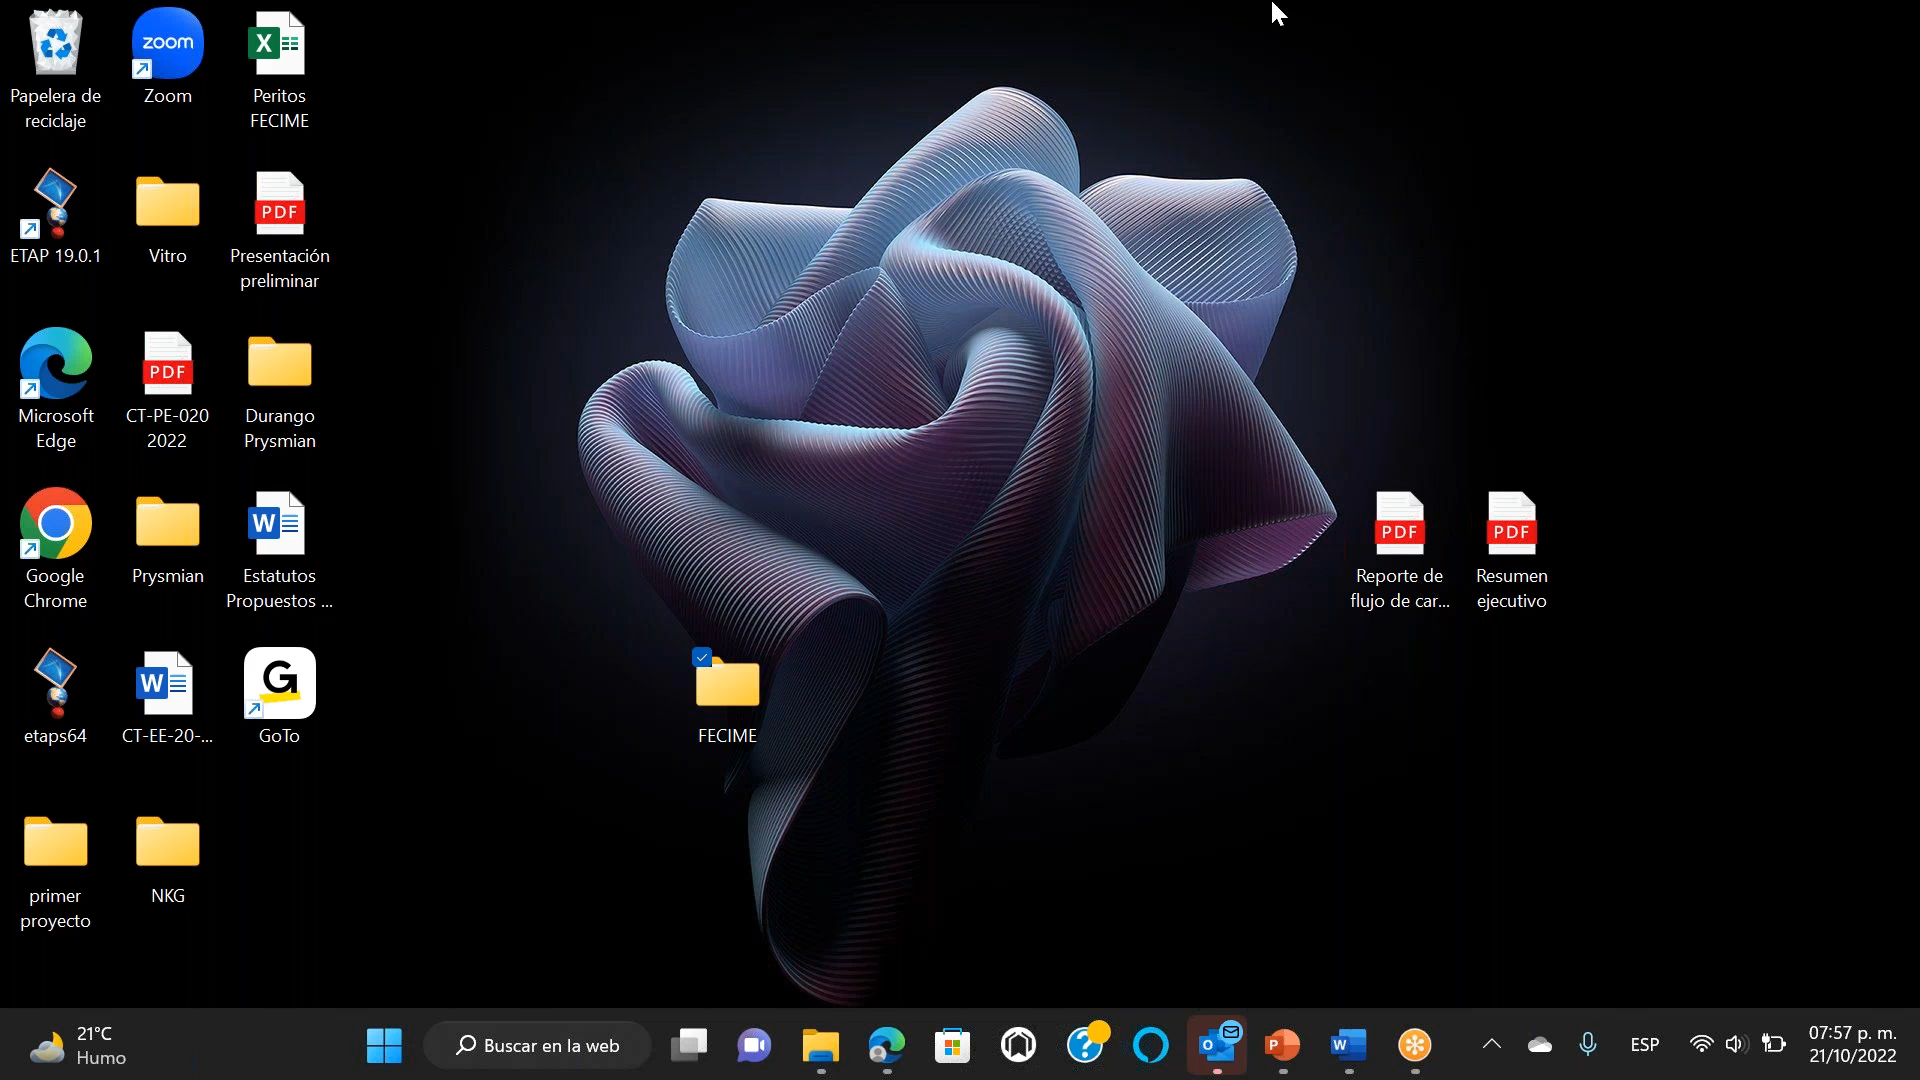 Papelera de
reciclaje
zoom
Zoom
X
Peritos
FECIME
ETAP 19.0.1
Vitro
PDF
Presentación
preliminar
Microsoft
Edge
PDF
CT-PE-020
2022
Durango
Prysmian
Google
Chrome
Prysmian
W
Estatutos
Propuestos ...
PDF
Reporte de
flujo de car...
PDF
Resumen
ejecutivo
etaps64
W
CT-EE-20-...
G
GoTo
FECIME
primer
proyecto
NKG
21°C
Humo
Buscar en la web
?
O
P
W
ESP
07:57 p. m.
21/10/2022